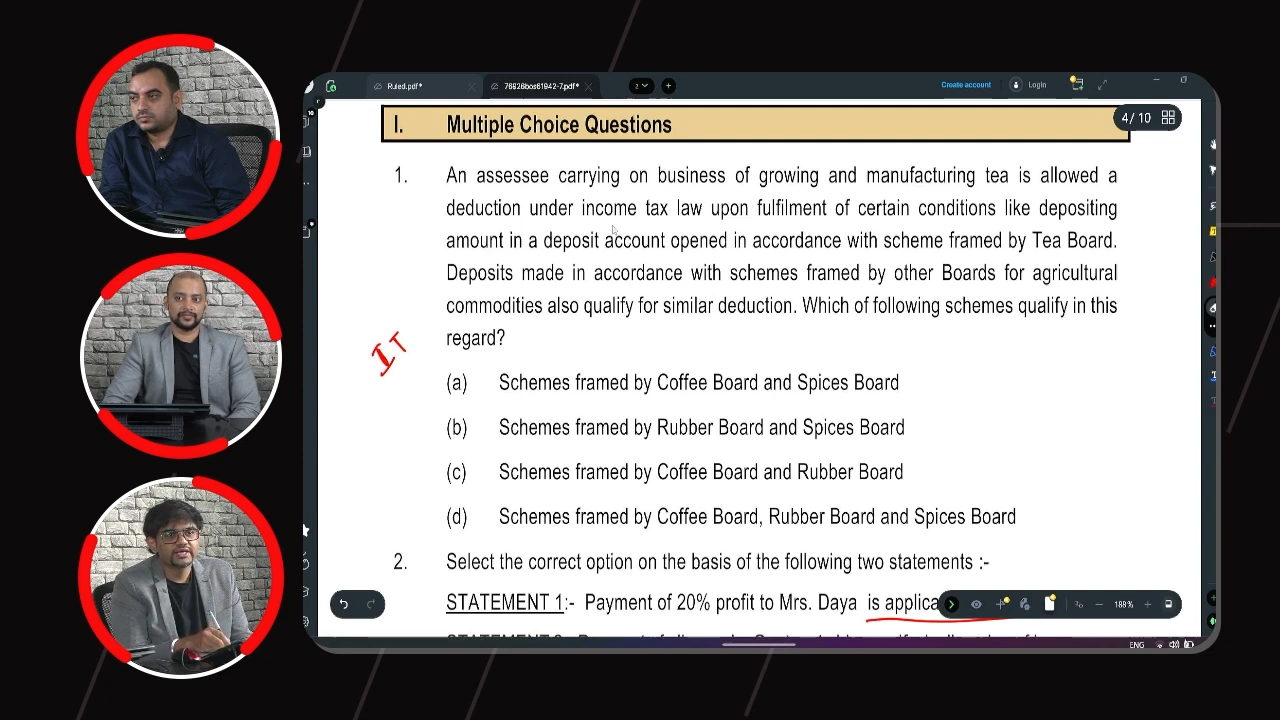 Ruled.pdf*
76926bos61942-7.pdf*
2
Create account
Login
4 / 10
I. Multiple Choice Questions
1. An assessee carrying on business of growing and manufacturing tea is allowed a
deduction under income tax law upon fulfilment of certain conditions like depositing
amount in a deposit account opened in accordance with scheme framed by Tea Board.
Deposits made in accordance with schemes framed by other Boards for agricultural
commodities also qualify for similar deduction. Which of following schemes qualify in this
regard?
IT
(a) Schemes framed by Coffee Board and Spices Board
(b) Schemes framed by Rubber Board and Spices Board
(c) Schemes framed by Coffee Board and Rubber Board
(d) Schemes framed by Coffee Board, Rubber Board and Spices Board
2. Select the correct option on the basis of the following two statements :-
STATEMENT 1:- Payment of 20% profit to Mrs. Daya is applica
188%
ENG